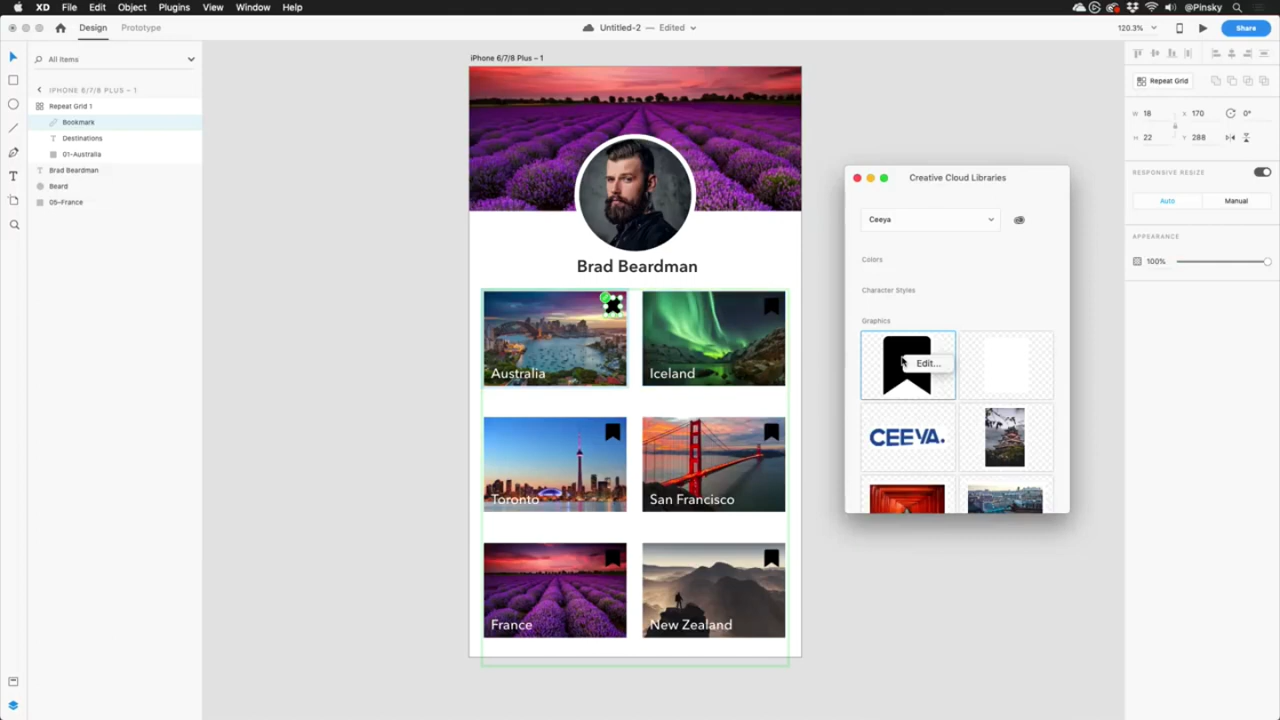 XD File Edit Object Plugins View Window Help @Pinsky
Design Prototype Untitled-2 — Edited 120.3% Share
All Items
iPhone 6/7/8 Plus – 1
IPHONE 6/7/8 PLUS – 1
Repeat Grid 1
Bookmark
Destinations
01-Australia
Brad Beardman
Beard
05-France
Brad Beardman
Australia
Iceland
Toronto
San Francisco
France
New Zealand
Creative Cloud Libraries
Ceeya
Colors
Character Styles
Graphics
Edit...
CEEYA.
Repeat Grid
W 18 X 170 0°
H 22 Y 288
RESPONSIVE RESIZE
Auto Manual
APPEARANCE
100%